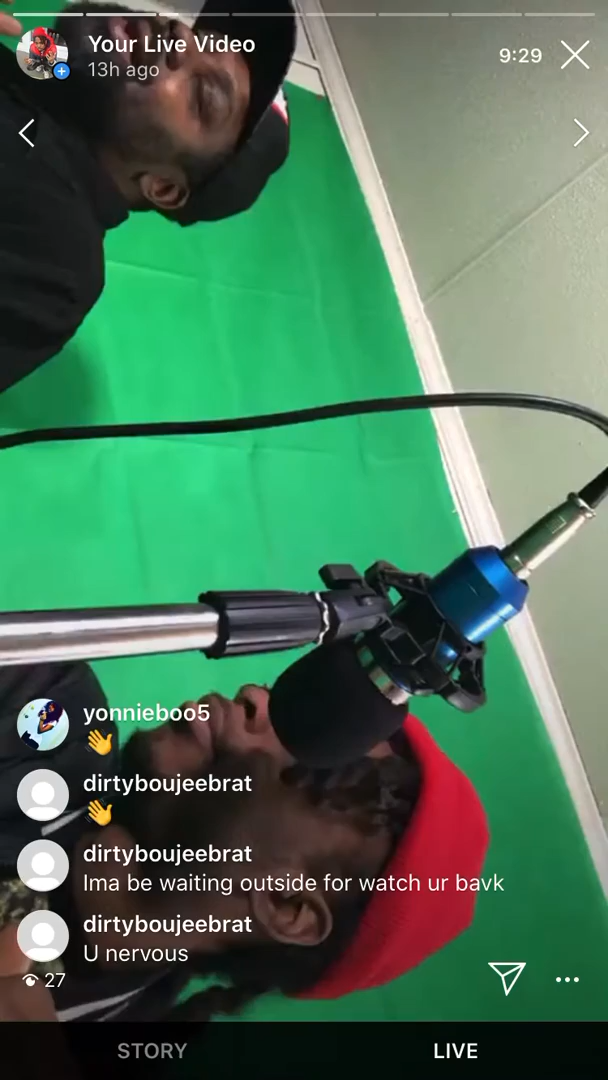 Your Live Video
13h ago
9:29
yonnieboo5
👋
dirtyboujeebrat
👋
dirtyboujeebrat
Ima be waiting outside for watch ur bavk
dirtyboujeebrat
U nervous
27
STORY
LIVE